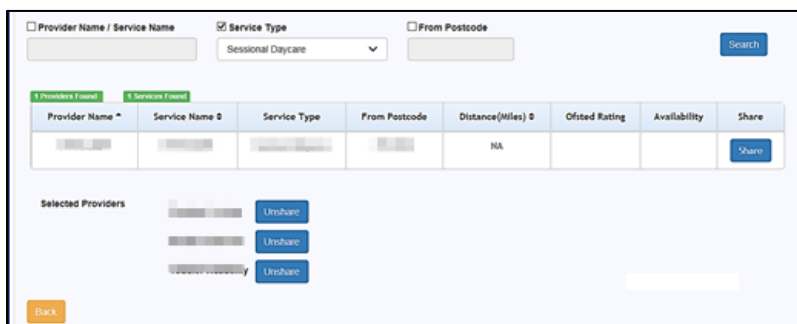 Provider Name / Service Name Service Type From Postcode
Sessional Daycare
Search
1 Providers Found 1 Services Found
Provider Name Service Name Service Type From Postcode Distance(Miles) Ofsted Rating Availability Share
NA Share
Selected Providers Unshare
Unshare
Unshare
Back